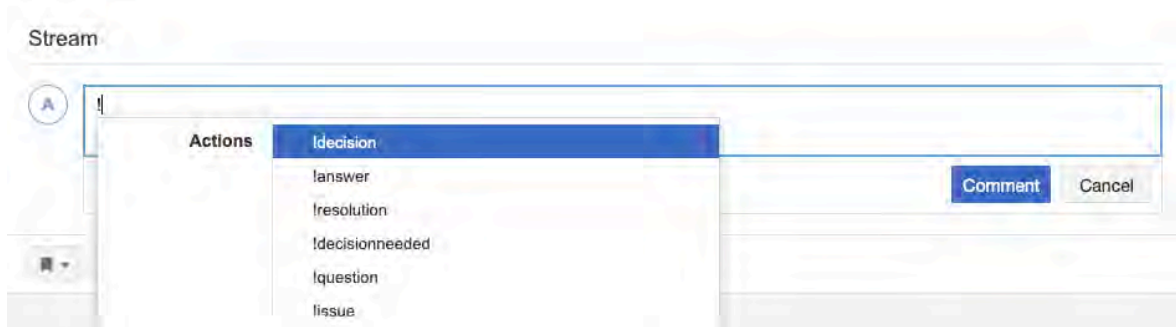 Stream
A
!
Actions
!decision
!answer
!resolution
!decisionneeded
!question
!issue
Comment
Cancel